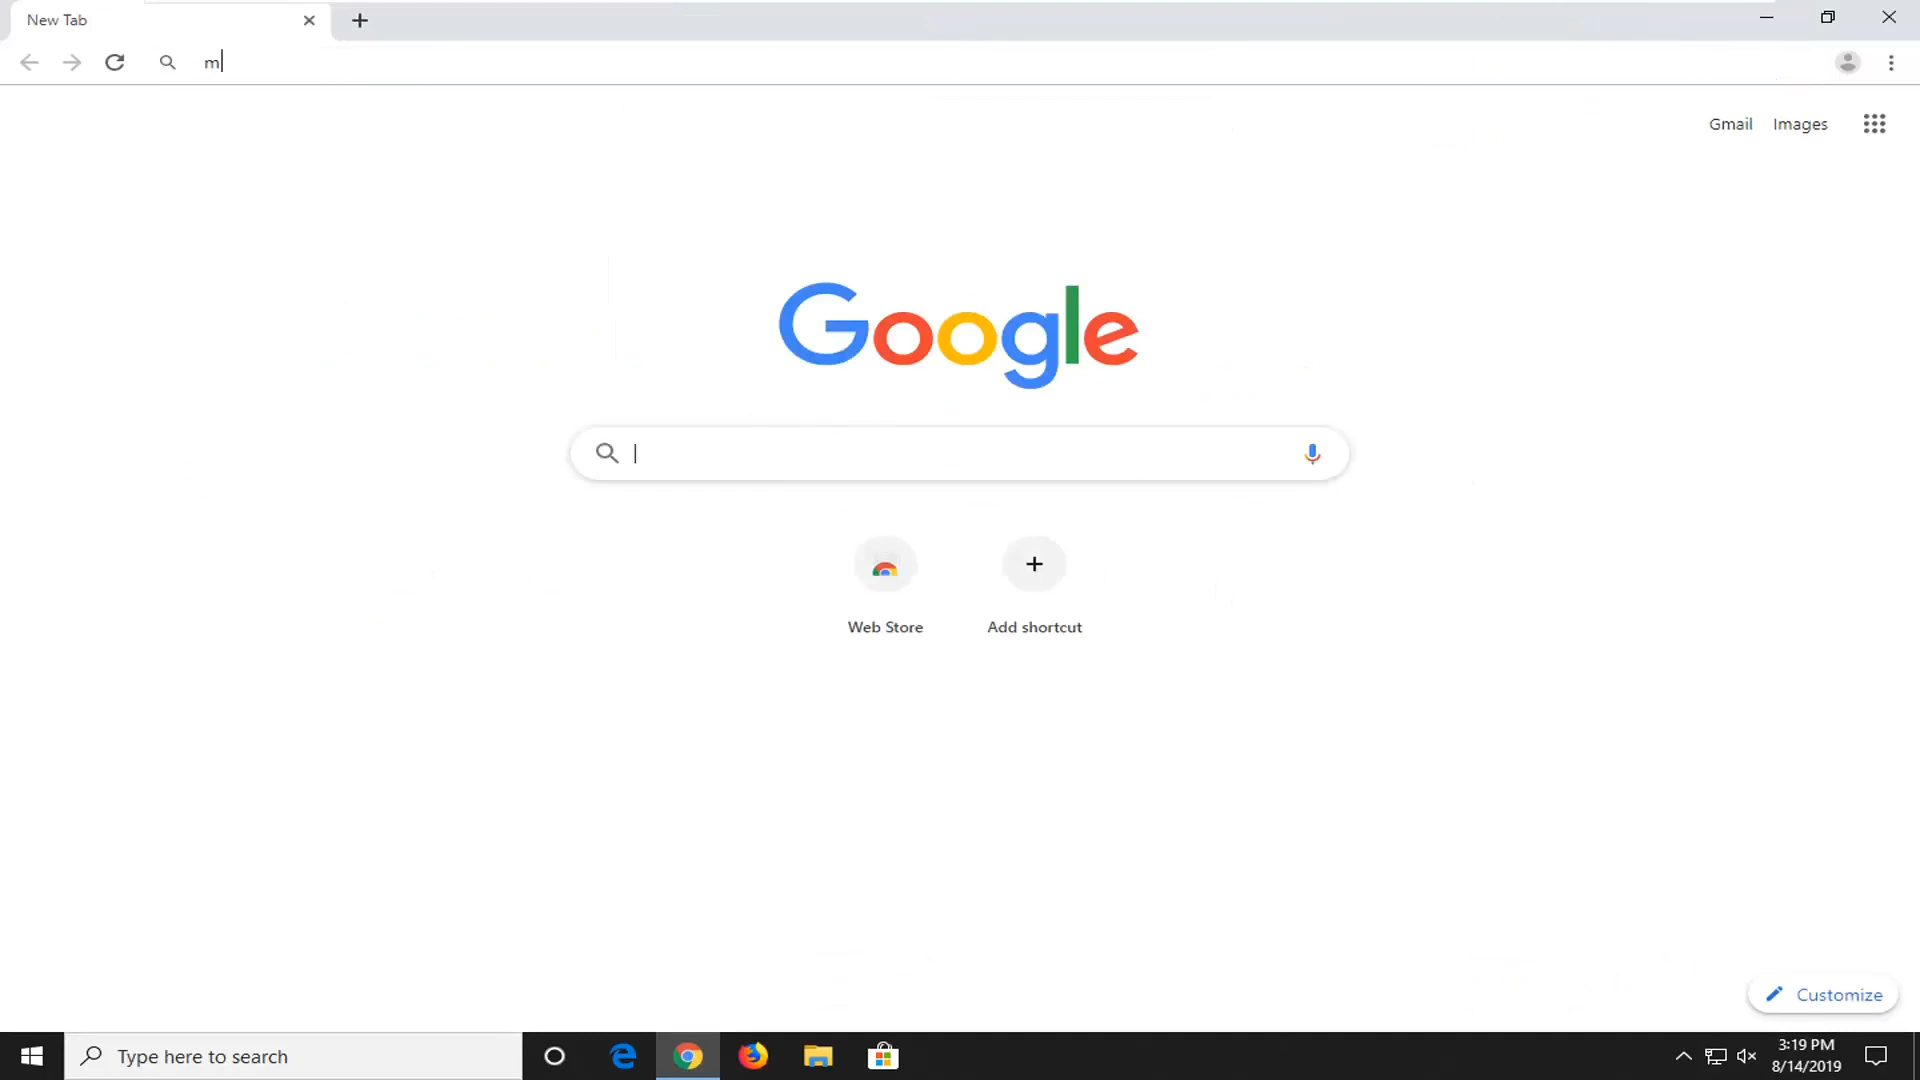 New Tab
m
Gmail Images
Google
Web Store Add shortcut
Customize
Type here to search
3:19 PM
8/14/2019